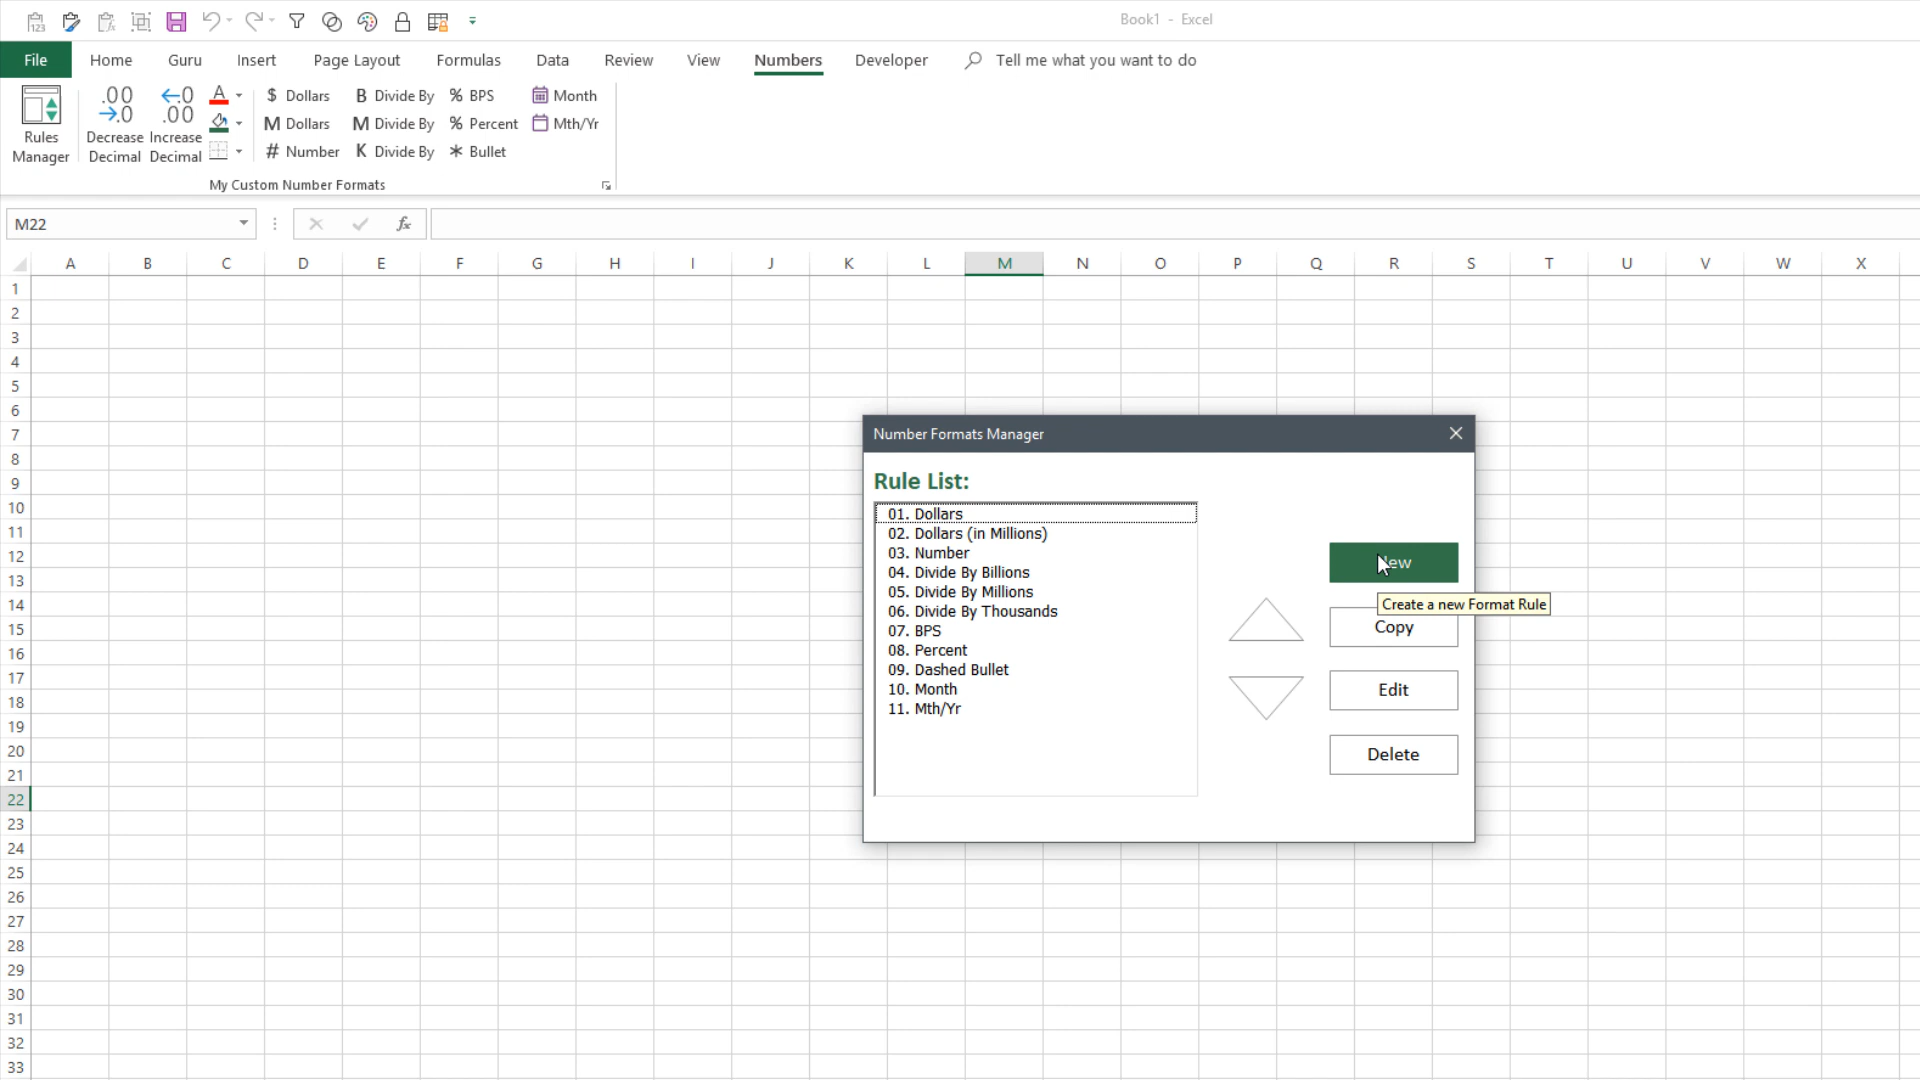 Book1 - Excel
File Home Guru Insert Page Layout Formulas Data Review View Numbers Developer Tell me what you want to do
$ Dollars B Divide By % BPS Month
M Dollars M Divide By % Percent Mth/Yr
# Number K Divide By * Bullet
Rules Manager
Decrease Decimal
Increase Decimal
My Custom Number Formats
M22
fx
A B C D E F G H I J K L M N O P Q R S T U V W X
1
2
3
4
5
6
7
8
9
10
11
12
13
14
15
16
17
18
19
20
21
22
23
24
25
26
27
28
29
30
31
32
33
Number Formats Manager
Rule List:
01. Dollars
02. Dollars (in Millions)
03. Number
04. Divide By Billions
05. Divide By Millions
06. Divide By Thousands
07. BPS
08. Percent
09. Dashed Bullet
10. Month
11. Mth/Yr
New
Create a new Format Rule
Copy
Edit
Delete